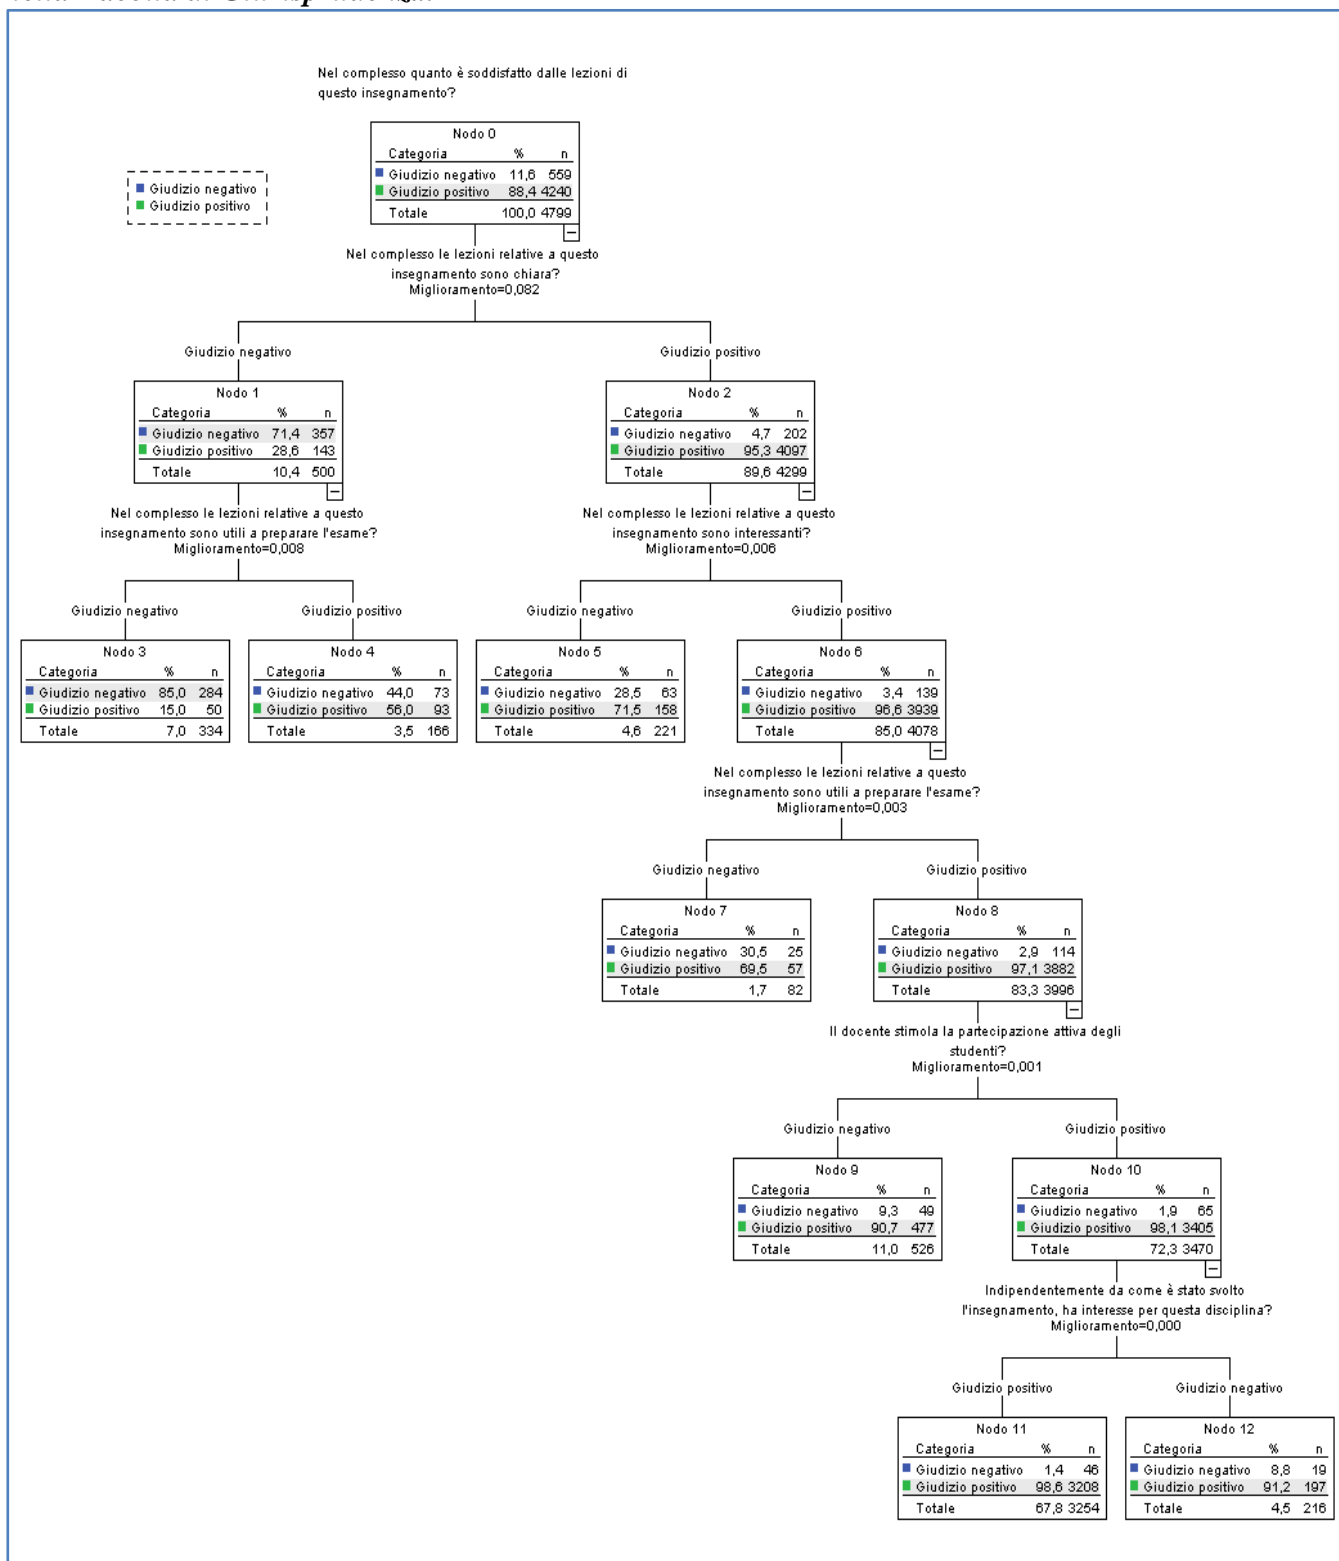 Nel complesso quanto è soddisfatto dalle lezioni di
questo insegnamento?
Nodo 0
Categoria % n
Giudizio negativo 11,6 559
Giudizio positivo 88,4 4240
Totale 100,0 4799
Giudizio negativo
Giudizio positivo
Nel complesso le lezioni relative a questo
insegnamento sono chiara?
Miglioramento=0,082
Giudizio negativo
Giudizio positivo
Nodo 1
Categoria % n
Giudizio negativo 71,4 357
Giudizio positivo 28,6 143
Totale 10,4 500
Nodo 2
Categoria % n
Giudizio negativo 4,7 202
Giudizio positivo 95,3 4097
Totale 89,6 4299
Nel complesso le lezioni relative a questo
insegnamento sono utili a preparare l'esame?
Miglioramento=0,008
Nel complesso le lezioni relative a questo
insegnamento sono interessanti?
Miglioramento=0,006
Giudizio negativo
Giudizio positivo
Giudizio negativo
Giudizio positivo
Nodo 3
Categoria % n
Giudizio negativo 85,0 284
Giudizio positivo 15,0 50
Totale 7,0 334
Nodo 4
Categoria % n
Giudizio negativo 44,0 73
Giudizio positivo 56,0 93
Totale 3,5 166
Nodo 5
Categoria % n
Giudizio negativo 28,5 63
Giudizio positivo 71,5 158
Totale 4,6 221
Nodo 6
Categoria % n
Giudizio negativo 3,4 139
Giudizio positivo 96,6 3939
Totale 85,0 4078
Nel complesso le lezioni relative a questo
insegnamento sono utili a preparare l'esame?
Miglioramento=0,003
Giudizio negativo
Giudizio positivo
Nodo 7
Categoria % n
Giudizio negativo 30,5 25
Giudizio positivo 69,5 57
Totale 1,7 82
Nodo 8
Categoria % n
Giudizio negativo 2,9 114
Giudizio positivo 97,1 3882
Totale 83,3 3996
Il docente stimola la partecipazione attiva degli
studenti?
Miglioramento=0,001
Giudizio negativo
Giudizio positivo
Nodo 9
Categoria % n
Giudizio negativo 9,3 49
Giudizio positivo 90,7 477
Totale 11,0 526
Nodo 10
Categoria % n
Giudizio negativo 1,9 65
Giudizio positivo 98,1 3405
Totale 72,3 3470
Indipendentemente da come è stato svolto
l'insegnamento, ha interesse per questa disciplina?
Miglioramento=0,000
Giudizio positivo
Giudizio negativo
Nodo 11
Categoria % n
Giudizio negativo 1,4 46
Giudizio positivo 98,6 3208
Totale 67,8 3254
Nodo 12
Categoria % n
Giudizio negativo 8,8 19
Giudizio positivo 91,2 197
Totale 4,5 216